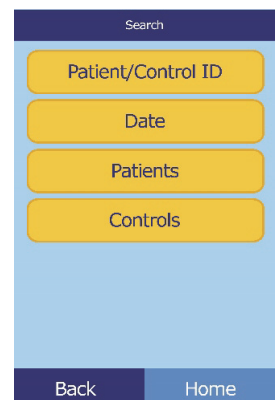 Search
Patient/Control ID
Date
Patients
Controls
Back Home